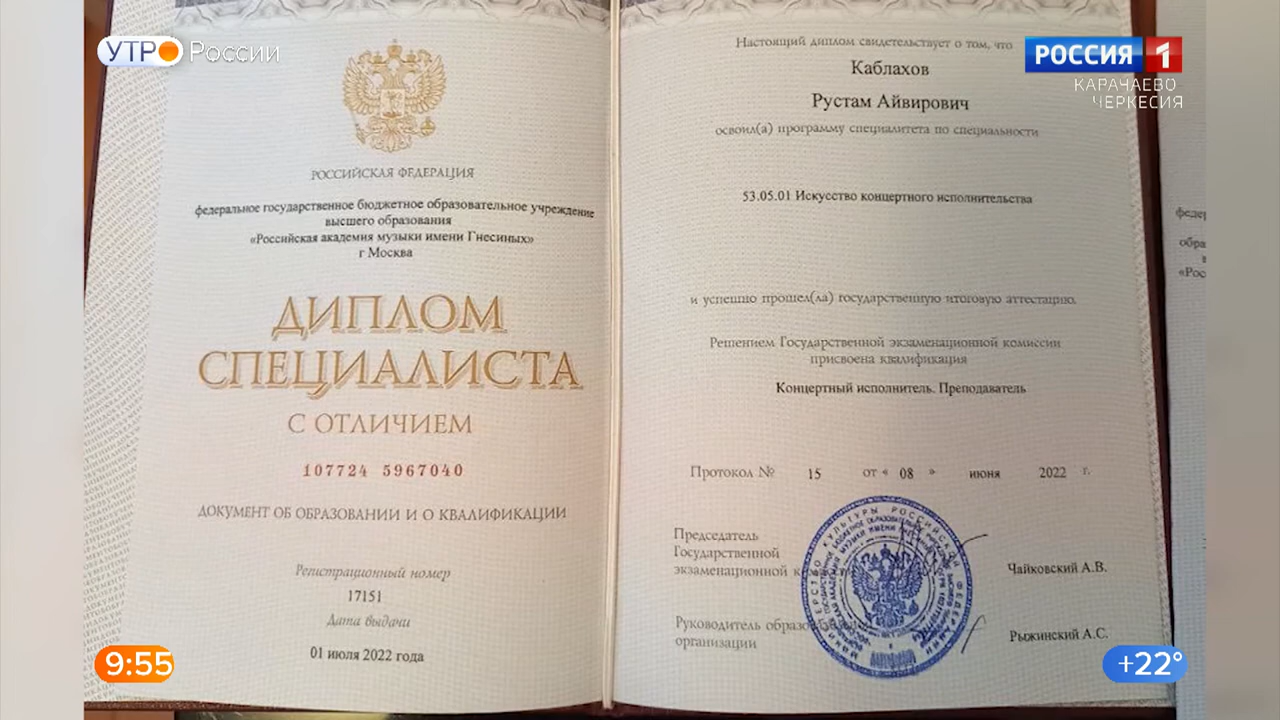 УТРО России
РОССИЯ 1
КАРАЧАЕВО
ЧЕРКЕСИЯ
РОССИЙСКАЯ ФЕДЕРАЦИЯ
федеральное государственное бюджетное образовательное учреждение
высшего образования
«Российская академия музыки имени Гнесиных»
г Москва
ДИПЛОМ
СПЕЦИАЛИСТА
С ОТЛИЧИЕМ
107724 5967040
ДОКУМЕНТ ОБ ОБРАЗОВАНИИ И О КВАЛИФИКАЦИИ
Регистрационный номер
17151
Дата выдачи
01 июля 2022 года
Настоящий диплом свидетельствует о том, что
Каблахов
Рустам Айвирович
освоил(а) программу специалитета по специальности
53.05.01 Искусство концертного исполнительства
и успешно прошел(ла) государственную итоговую аттестацию.
Решением Государственной экзаменационной комиссии
присвоена квалификация
Концертный исполнитель. Преподаватель
Протокол № 15 от « 08 » июня 2022 г.
Председатель
Государственной
экзаменационной
Чайковский А.В.
Руководитель
организации
Рыжинский А.С.
9:55
+22°